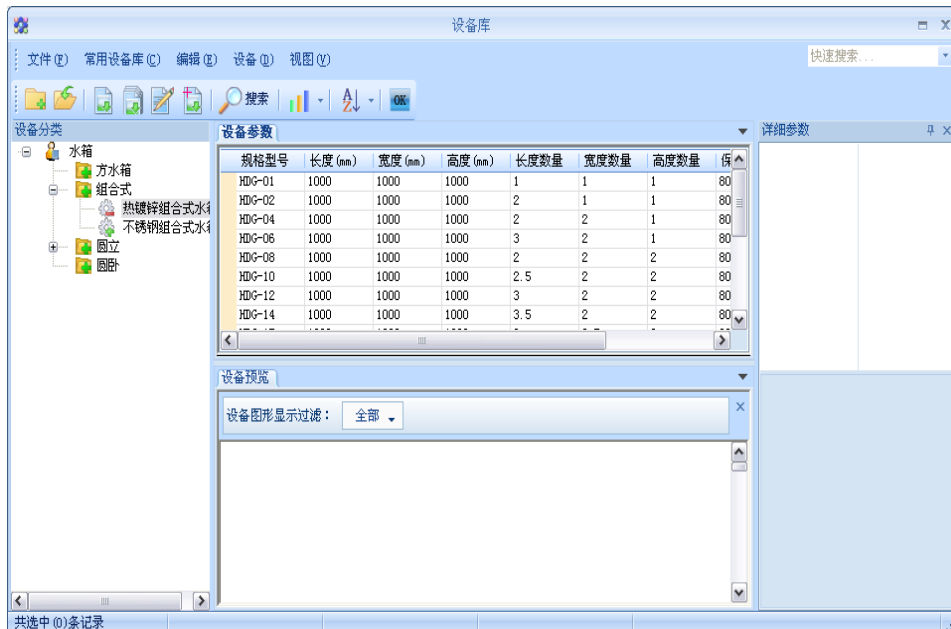 设备库
文件(F) 常用设备库(C) 编辑(E) 设备(D) 视图(V)
快速搜索...
搜索 A Z OK
设备分类
水箱
方水箱
组合式
热镀锌组合式水箱
不锈钢组合式水箱
圆立
圆卧
设备参数
规格型号 长度(mm) 宽度(mm) 高度(mm) 长度数量 宽度数量 高度数量 保
HDG-01 1000 1000 1000 1 1 1 80
HDG-02 1000 1000 1000 2 1 1 80
HDG-04 1000 1000 1000 2 2 1 80
HDG-06 1000 1000 1000 3 2 1 80
HDG-08 1000 1000 1000 2 2 2 80
HDG-10 1000 1000 1000 2.5 2 2 80
HDG-12 1000 1000 1000 3 2 2 80
HDG-14 1000 1000 1000 3.5 2 2 80
设备预览
设备图形显示过滤： 全部
详细参数
共选中(0)条记录